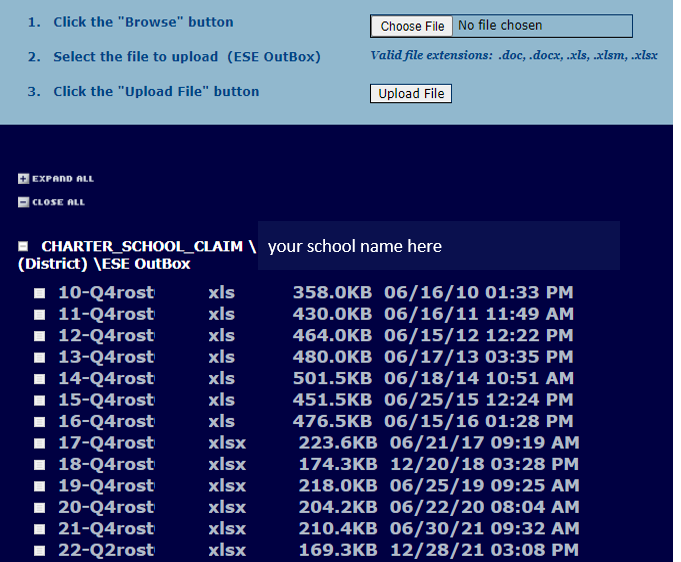 1. Click the "Browse" button
Choose File No file chosen
2. Select the file to upload (ESE OutBox)
Valid file extensions: .doc, .docx, .xls, .xlsm, .xlsx
3. Click the "Upload File" button
Upload File
EXPAND ALL
CLOSE ALL
CHARTER_SCHOOL_CLAIM \ your school name here
(District) \ESE OutBox
10-Q4rost xls 358.0KB 06/16/10 01:33 PM
11-Q4rost xls 430.0KB 06/16/11 11:49 AM
12-Q4rost xls 464.0KB 06/15/12 12:22 PM
13-Q4rost xls 480.0KB 06/17/13 03:35 PM
14-Q4rost xls 501.5KB 06/18/14 10:51 AM
15-Q4rost xls 451.5KB 06/25/15 12:24 PM
16-Q4rost xls 476.5KB 06/15/16 01:28 PM
17-Q4rost xlsx 223.6KB 06/21/17 09:19 AM
18-Q4rost xlsx 174.3KB 12/20/18 03:28 PM
19-Q4rost xlsx 218.0KB 06/25/19 09:25 AM
20-Q4rost xlsx 204.2KB 06/22/20 08:04 AM
21-Q4rost xlsx 210.4KB 06/30/21 09:32 AM
22-Q2rost xlsx 169.3KB 12/28/21 03:08 PM